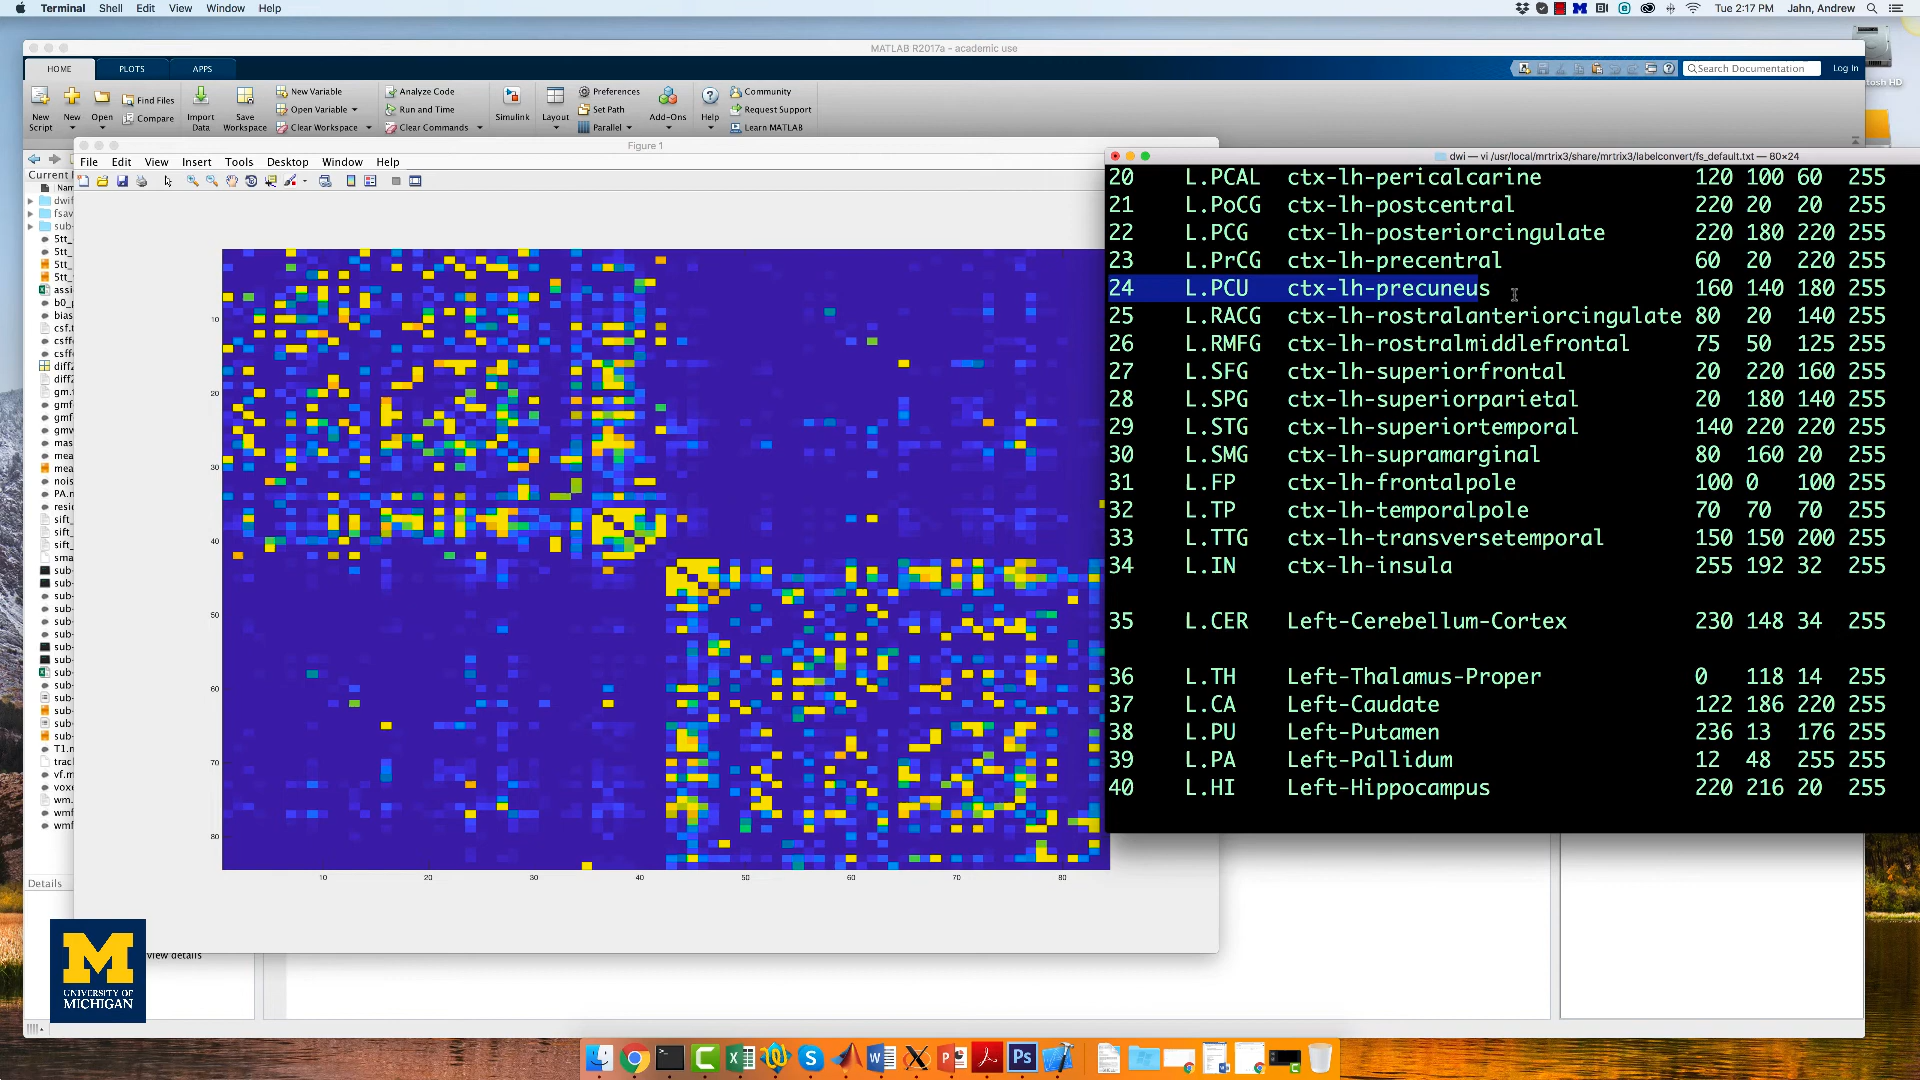 Terminal Shell Edit View Window Help
Tue 2:17 PM Jahn, Andrew
MATLAB R2017a - academic use
HOME PLOTS APPS
Search Documentation Log In
New Script
New
Open
Find Files
Compare
Import Data
Save Workspace
New Variable
Open Variable
Clear Workspace
Analyze Code
Run and Time
Clear Commands
Simulink
Layout
Preferences
Set Path
Parallel
Add-Ons
Help
Community
Request Support
Learn MATLAB
Figure 1
File Edit View Insert Tools Desktop Window Help
dwi — vi /usr/local/mrtrix3/share/mrtrix3/labelconvert/fs_default.txt — 80×24
20 L.PCAL ctx-lh-pericalcarine 120 100 60 255
21 L.PoCG ctx-lh-postcentral 220 20 20 255
22 L.PCG ctx-lh-posteriorcingulate 220 180 220 255
23 L.PrCG ctx-lh-precentral 60 20 220 255
24 L.PCU ctx-lh-precuneus 160 140 180 255
25 L.RACG ctx-lh-rostralanteriorcingulate 80 20 140 255
26 L.RMFG ctx-lh-rostralmiddlefrontal 75 50 125 255
27 L.SFG ctx-lh-superiorfrontal 20 220 160 255
28 L.SPG ctx-lh-superiorparietal 20 180 140 255
29 L.STG ctx-lh-superiortemporal 140 220 220 255
30 L.SMG ctx-lh-supramarginal 80 160 20 255
31 L.FP ctx-lh-frontalpole 100 0 100 255
32 L.TP ctx-lh-temporalpole 70 70 70 255
33 L.TTG ctx-lh-transversetemporal 150 150 200 255
34 L.IN ctx-lh-insula 255 192 32 255
35 L.CER Left-Cerebellum-Cortex 230 148 34 255
36 L.TH Left-Thalamus-Proper 0 118 14 255
37 L.CA Left-Caudate 122 186 220 255
38 L.PU Left-Putamen 236 13 176 255
39 L.PA Left-Pallidum 12 48 255 255
40 L.HI Left-Hippocampus 220 216 20 255
10
20
30
40
50
60
70
80
10 20 30 40 50 60 70 80
Details
view details
M
UNIVERSITY OF
MICHIGAN